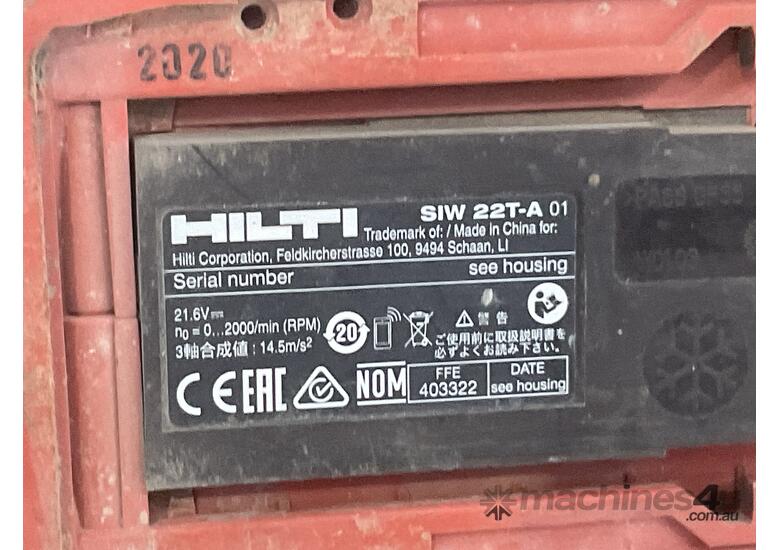 2020
HILTI SIW 22T-A 01
Trademark of: / Made in China for:
Hilti Corporation, Feldkircherstrasse 100, 9494 Schaan, LI
Serial number see housing
21.6V⎓
n₀ = 0...2000/min (RPM)
3軸合成値 : 14.5m/s²
20
⚠ 警告
ご使用前に取扱説明書を
必ずよくお読み下さい。
CE EAC NOM
FFE
403322
DATE
see housing
machines4u
.com.au